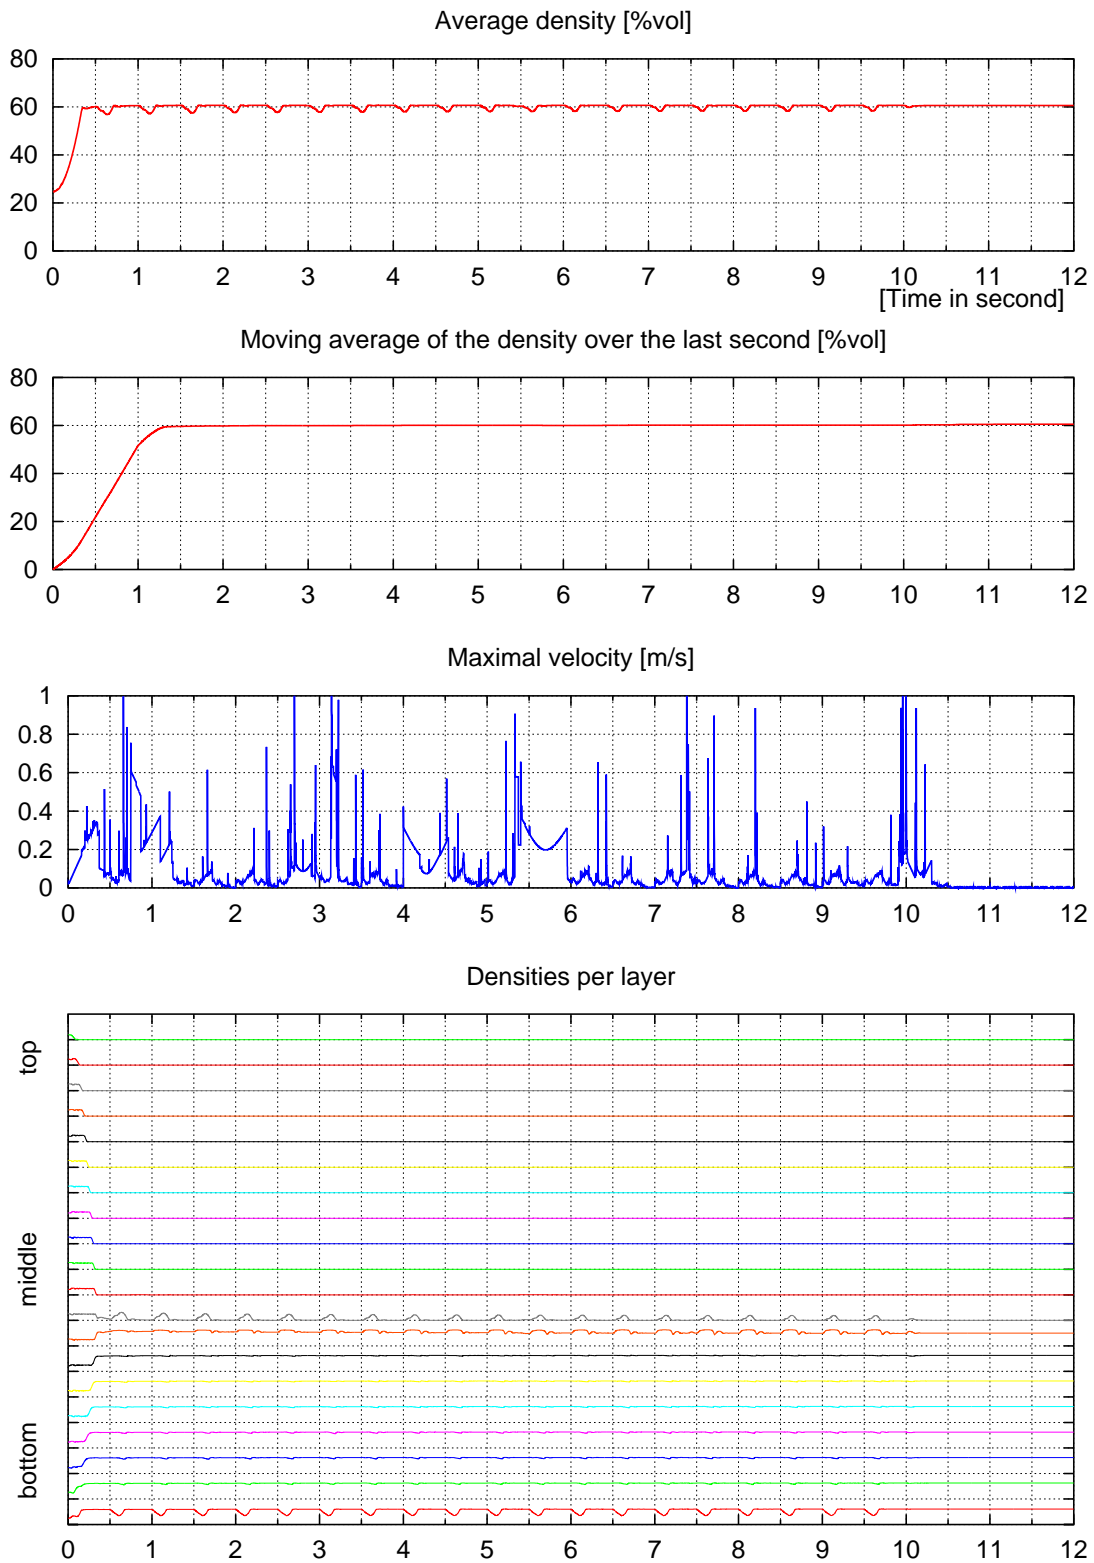 Average density [%vol]
80
60
40
20
0
0 1 2 3 4 5 6 7 8 9 10 11 12
[Time in second]
Moving average of the density over the last second [%vol]
80
60
40
20
0
0 1 2 3 4 5 6 7 8 9 10 11 12
Maximal velocity [m/s]
1
0.8
0.6
0.4
0.2
0
0 1 2 3 4 5 6 7 8 9 10 11 12
Densities per layer
top
middle
bottom
0 1 2 3 4 5 6 7 8 9 10 11 12